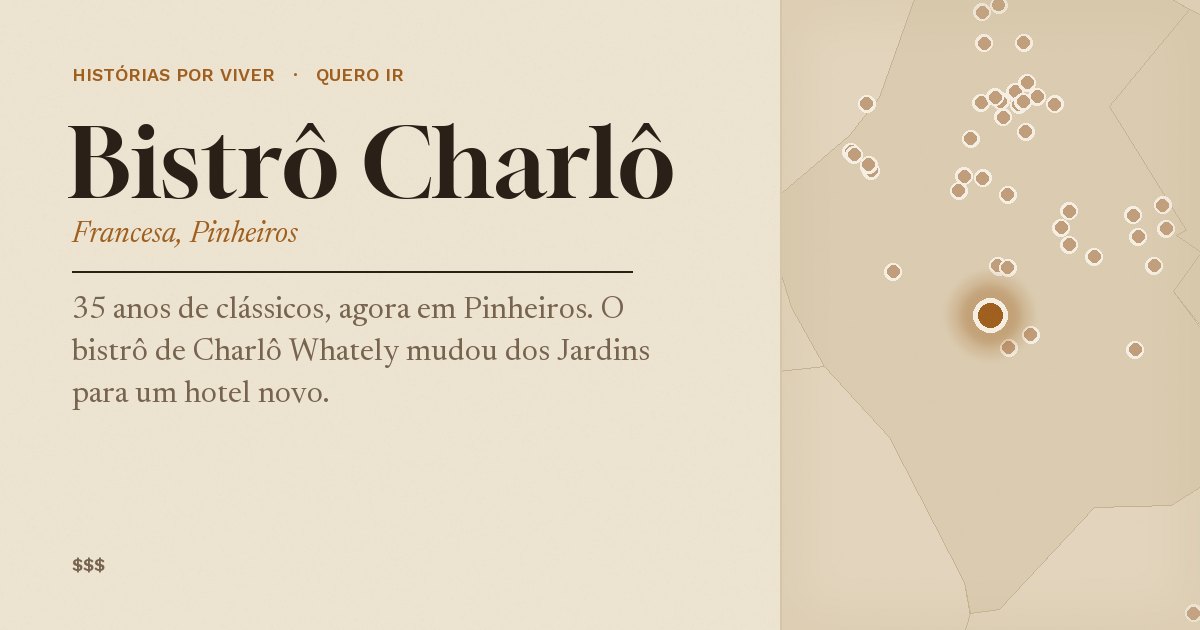 HISTÓRIAS POR VIVER · QUERO IR
Bistrô Charlô
Francesa, Pinheiros
35 anos de clássicos, agora em Pinheiros. O
bistrô de Charlô Whately mudou dos Jardins
para um hotel novo.
$$$